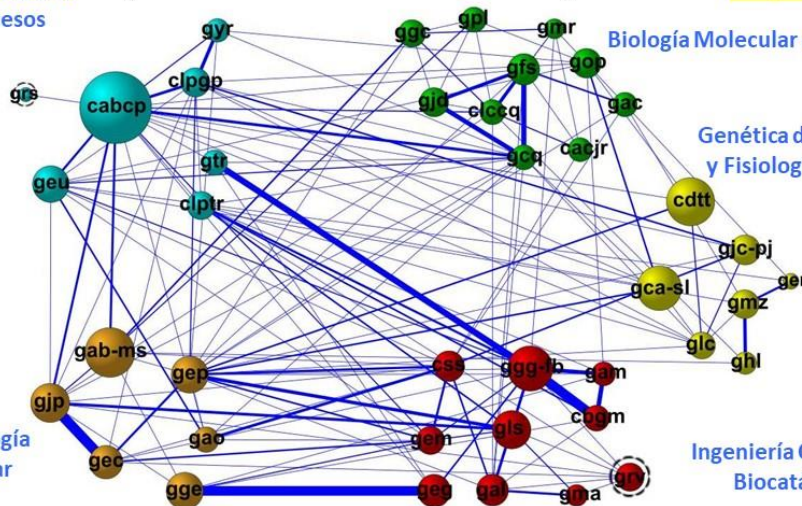 esos
gyr
ggc
gpl
gmr
Biología Molecular
grs
cabcp
clpgp
gfs
gop
gjd
clccq
gac
Genética d
y Fisiolog
gtr
gcq
cacjr
geu
clptr
cdtt
gjc-pj
gca-sl
gmz
gab-ms
glc
ghl
gep
css
ggg-fb
gam
gjp
cbgm
gao
gem
gls
gía
ar
gec
Ingeniería
Biocata
gge
geg
gal
gma
grv